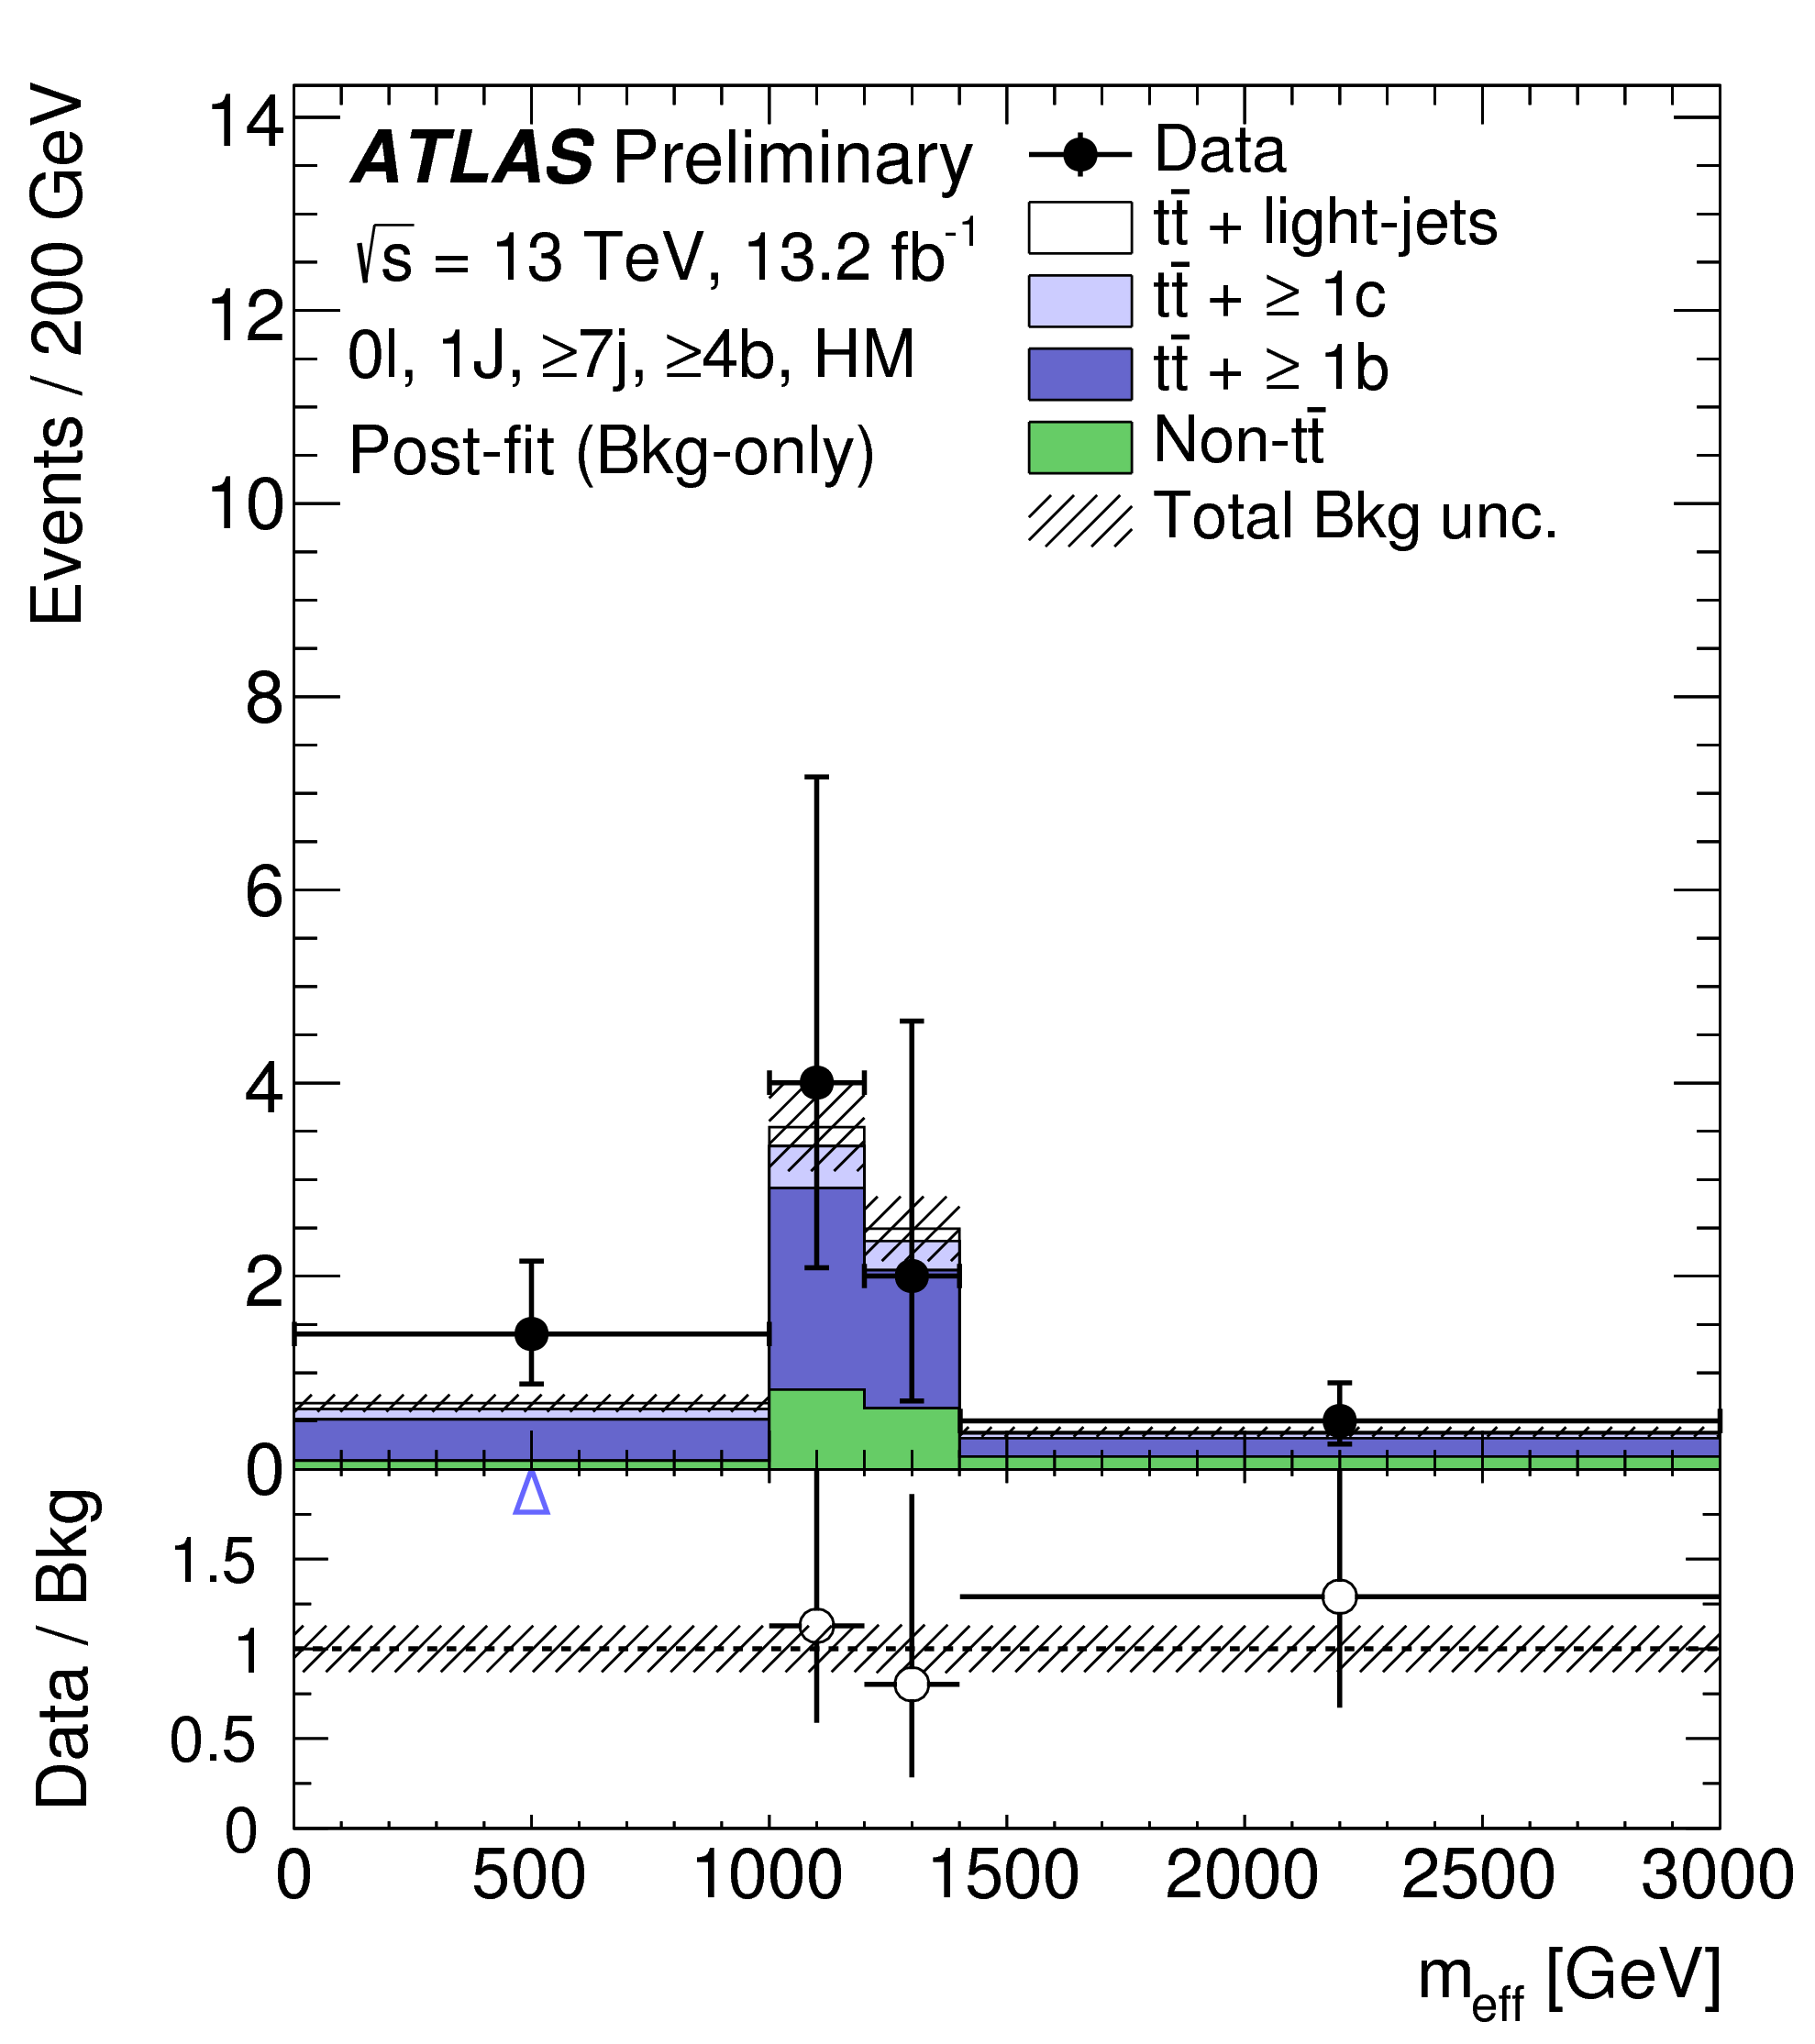 Events / 200 GeV
14
12
10
8
6
4
2
0
ATLAS Preliminary
√s = 13 TeV, 13.2 fb⁻¹
0l, 1J, ≥7j, ≥4b, HM
Post-fit (Bkg-only)
Data
tt̄ + light-jets
tt̄ + ≥ 1c
tt̄ + ≥ 1b
Non-tt̄
Total Bkg unc.
Data / Bkg
1.5
1
0.5
0
0 500 1000 1500 2000 2500 3000
m_eff [GeV]